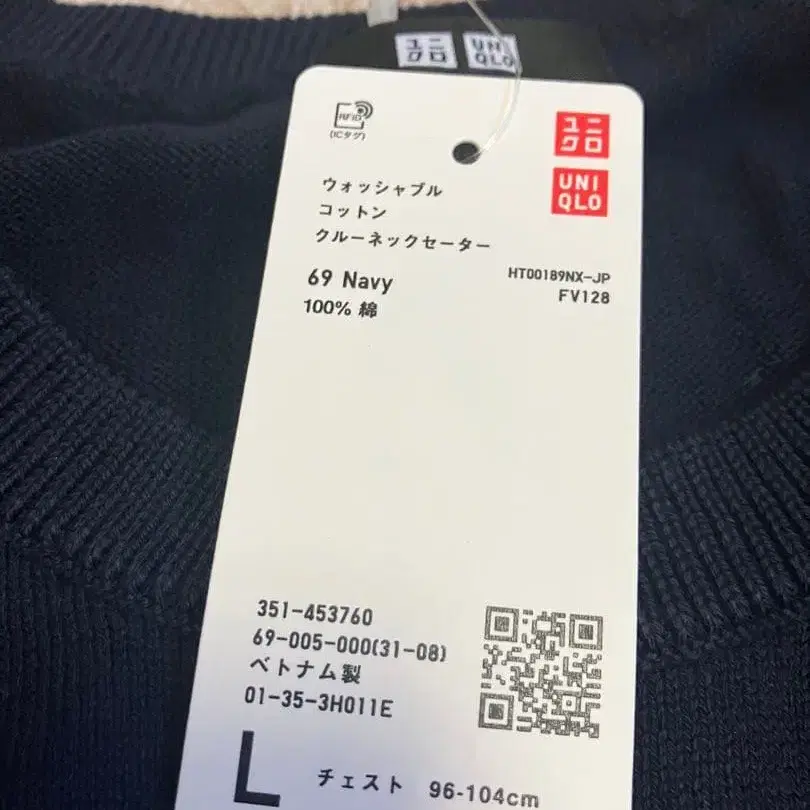 ユニ
クロ
UNI
QLO
RFID
(ICタグ)
ユニ
クロ
UNI
QLO
ウォッシャブル
コットン
クルーネックセーター
69 Navy
100% 綿
HT00189NX-JP
FV128
351-453760
69-005-000(31-08)
ベトナム製
01-35-3H011E
L チェスト 96-104cm